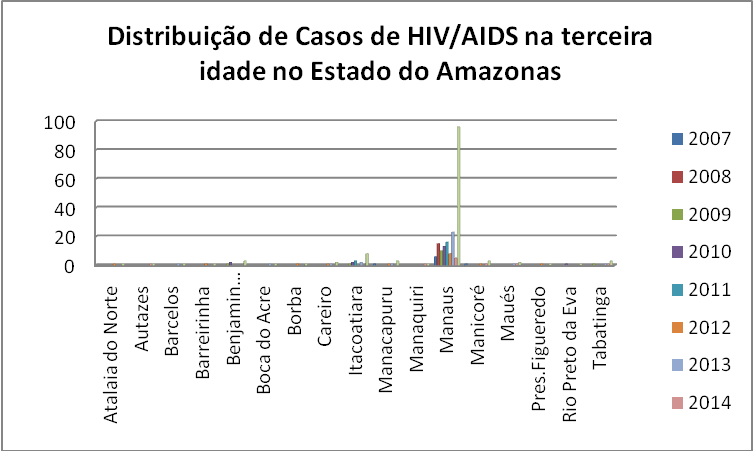 Distribuição de Casos de HIV/AIDS na terceira
idade no Estado do Amazonas
100
80
60
40
20
0
Atalaia do Norte
Autazes
Barcelos
Barreirinha
Benjamin...
Boca do Acre
Borba
Careiro
Itacoatiara
Manacapuru
Manaquiri
Manaus
Manicoré
Maués
Pres.Figueredo
Rio Preto da Eva
Tabatinga
2007
2008
2009
2010
2011
2012
2013
2014